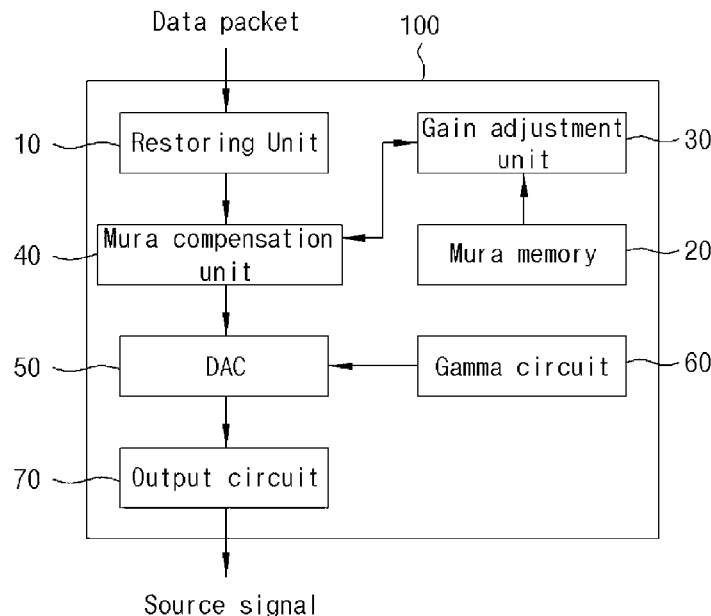 Data packet
100
10
Restoring Unit
Gain adjustment
unit
30
40
Mura compensation
unit
Mura memory
20
50
DAC
Gamma circuit
60
70
Output circuit
Source signal